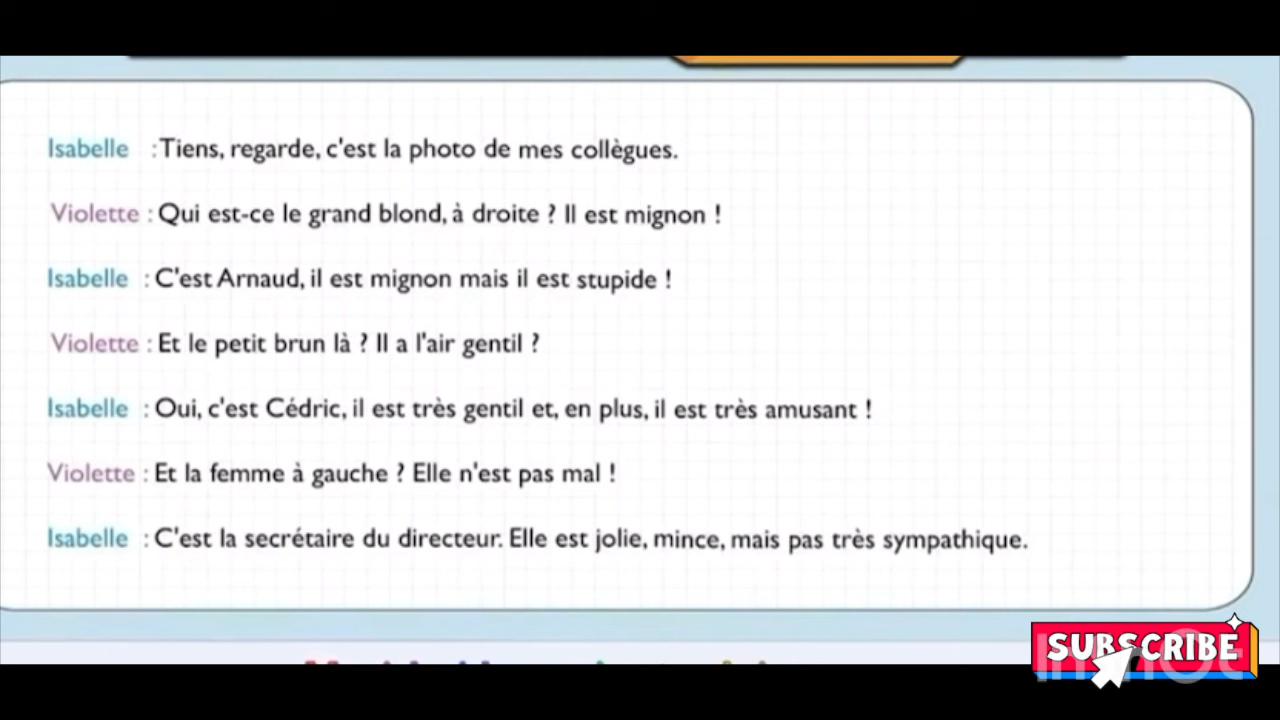 Isabelle : Tiens, regarde, c'est la photo de mes collègues.
Violette : Qui est-ce le grand blond, à droite ? Il est mignon !
Isabelle : C'est Arnaud, il est mignon mais il est stupide !
Violette : Et le petit brun là ? Il a l'air gentil ?
Isabelle : Oui, c'est Cédric, il est très gentil et, en plus, il est très amusant !
Violette : Et la femme à gauche ? Elle n'est pas mal !
Isabelle : C'est la secrétaire du directeur. Elle est jolie, mince, mais pas très sympathique.
SUBSCRIBE